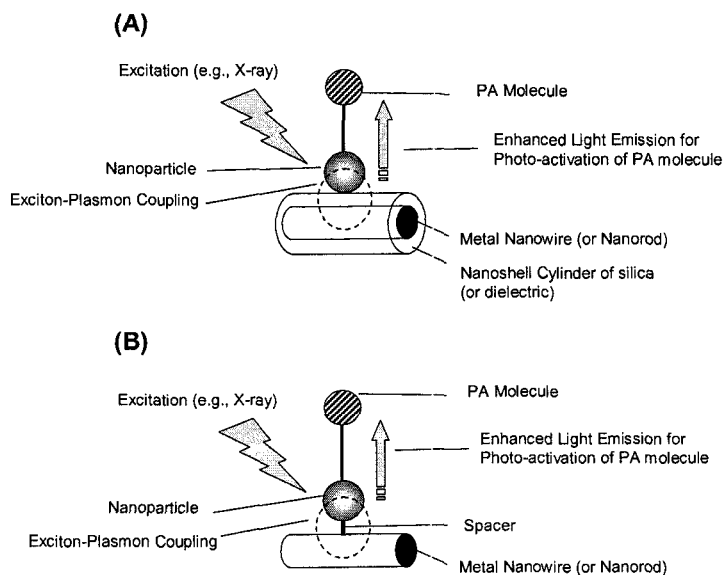 (A)
Excitation (e.g., X-ray)
PA Molecule
Enhanced Light Emission for
Photo-activation of PA molecule
Nanoparticle
Exciton-Plasmon Coupling
Metal Nanowire (or Nanorod)
Nanoshell Cylinder of silica
(or dielectric)
(B)
PA Molecule
Excitation (e.g., X-ray)
Enhanced Light Emission for
Photo-activation of PA molecule
Nanoparticle
Spacer
Exciton-Plasmon Coupling
Metal Nanowire (or Nanorod)